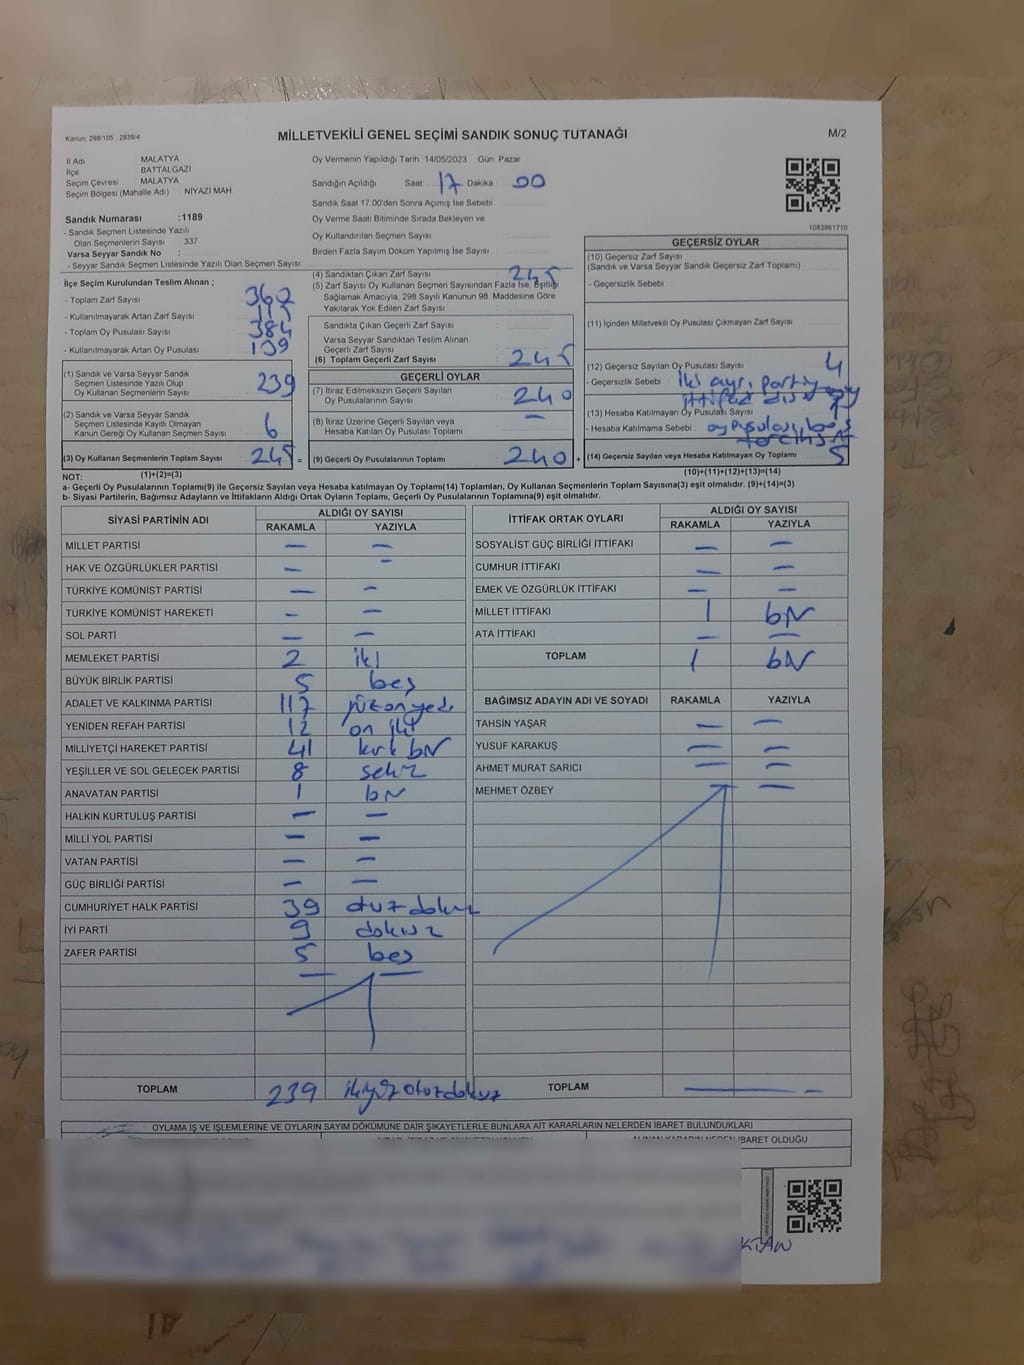 Kanun: 298/105 , 2839/4
MİLLETVEKİLİ GENEL SEÇİMİ SANDIK SONUÇ TUTANAĞI
M/2
İl Adı MALATYA
İlçe BATTALGAZI
Seçim Çevresi MALATYA
Seçim Bölgesi (Mahalle Adı) NİYAZİ MAH
Sandık Numarası :1189
- Sandık Seçmen Listesinde Yazılı
Olan Seçmenlerin Sayısı : 337
Varsa Seyyar Sandık No :
- Seyyar Sandık Seçmen Listesinde Yazılı Olan Seçmen Sayısı
Oy Vermenin Yapıldığı Tarih : 14/05/2023 Gün Pazar
Sandığın Açıldığı Saat 17 Dakika 00
Sandık Saat 17:00'den Sonra Açımış İse Sebebi
Oy Verme Saati Bitiminde Sırada Bekleyen ve
Oy Kullandırılan Seçmen Sayısı
Birden Fazla Sayım Döküm Yapılmış İse Sayısı
1083881710
İlçe Seçim Kurulundan Teslim Alınan ;
- Toplam Zarf Sayısı
- Kullanılmayarak Artan Zarf Sayısı
- Toplam Oy Pusulası Sayısı 384
- Kullanılmayarak Artan Oy Pusulası 139
(1) Sandık ve Varsa Seyyar Sandık
Seçmen Listesinde Yazılı Olup
Oy Kullanan Seçmenlerin Sayısı 239
(2) Sandık ve Varsa Seyyar Sandık
Seçmen Listesinde Kayıtlı Olmayan
Kanun Gereği Oy Kullanan Seçmen Sayısı 6
(3) Oy Kullanan Seçmenlerin Toplam Sayısı 245 =
(1)+(2)=(3)
(4) Sandıktan Çıkan Zarf Sayısı 245
(5) Zarf Sayısı Oy Kullanan Seçmen Sayısından Fazla İse, Eşitliği
Sağlamak Amacıyla, 298 Sayılı Kanunun 98. Maddesine Göre
Yakılarak Yok Edilen Zarf Sayısı
Sandıkta Çıkan Geçerli Zarf Sayısı
Varsa Seyyar Sandıktan Teslim Alınan
Geçerli Zarf Sayısı
(6) Toplam Geçerli Zarf Sayısı 245
GEÇERLİ OYLAR
(7) İtiraz Edilmeksizin Geçerli Sayılan
Oy Pusulalarının Sayısı 240
(8) İtiraz Üzerine Geçerli Sayılan veya
Hesaba Katılan Oy Pusulası Toplamı —
(9) Geçerli Oy Pusulalarının Toplamı 240 +
GEÇERSİZ OYLAR
(10) Geçersiz Zarf Sayısı
(Sandık ve Varsa Seyyar Sandık Geçersiz Zarf Toplamı)
- Geçersizlik Sebebi
(11) İçinden Milletvekili Oy Pusulası Çıkmayan Zarf Sayısı
(12) Geçersiz Sayılan Oy Pusulası Sayısı 4
- Geçersizlik Sebebi : iki ayrı partiye
ittifak dışı
(13) Hesaba Katılmayan Oy Pusulası Sayısı
- Hesaba Katılmama Sebebi : oy pusulası boş
(14) Geçersiz Sayılan veya Hesaba Katılmayan Oy Toplamı 5
(10)+(11)+(12)+(13)=(14)
NOT:
a- Geçerli Oy Pusulalarının Toplamı(9) ile Geçersiz Sayılan veya Hesaba katılmayan Oy Toplamı(14) Toplamları, Oy Kullanan Seçmenlerin Toplam Sayısına(3) eşit olmalıdır. (9)+(14)=(3)
b- Siyasi Partilerin, Bağımsız Adayların ve İttifakların Aldığı Ortak Oyların Toplamı, Geçerli Oy Pusulalarının Toplamına(9) eşit olmalıdır.
SİYASİ PARTİNİN ADI ALDIĞI OY SAYISI
RAKAMLA YAZIYLA
MİLLET PARTİSİ — —
HAK VE ÖZGÜRLÜKLER PARTİSİ — —
TÜRKİYE KOMÜNİST PARTİSİ — —
TÜRKİYE KOMÜNİST HAREKETİ — —
SOL PARTİ — —
MEMLEKET PARTİSİ 2 iki
BÜYÜK BİRLİK PARTİSİ 5 beş
ADALET VE KALKINMA PARTİSİ 117 yüzonyedi
YENİDEN REFAH PARTİSİ 12 on iki
MİLLİYETÇİ HAREKET PARTİSİ 41 kırk bir
YEŞİLLER VE SOL GELECEK PARTİSİ 8 sekiz
ANAVATAN PARTİSİ 1 bir
HALKIN KURTULUŞ PARTİSİ — —
MİLLİ YOL PARTİSİ — —
VATAN PARTİSİ — —
GÜÇ BİRLİĞİ PARTİSİ — —
CUMHURİYET HALK PARTİSİ 39 otuz dokuz
İYİ PARTİ 9 dokuz
ZAFER PARTİSİ 5 beş
TOPLAM 239 ikiyüz otuzdokuz
İTTİFAK ORTAK OYLARI ALDIĞI OY SAYISI
RAKAMLA YAZIYLA
SOSYALİST GÜÇ BİRLİĞİ İTTİFAKI — —
CUMHUR İTTİFAKI — —
EMEK VE ÖZGÜRLÜK İTTİFAKI — —
MİLLET İTTİFAKI 1 bir
ATA İTTİFAKI — —
TOPLAM 1 bir
BAĞIMSIZ ADAYIN ADI VE SOYADI RAKAMLA YAZIYLA
TAHSİN YAŞAR — —
YUSUF KARAKUŞ — —
AHMET MURAT SARICI — —
MEHMET ÖZBEY — —
TOPLAM — —
OYLAMA İŞ VE İŞLEMLERİNE VE OYLARIN SAYIM DÖKÜMÜNE DAİR ŞİKAYETLERLE BUNLARA AİT KARARLARIN NELERDEN İBARET BULUNDUKLARI
İBARET OLDUĞU